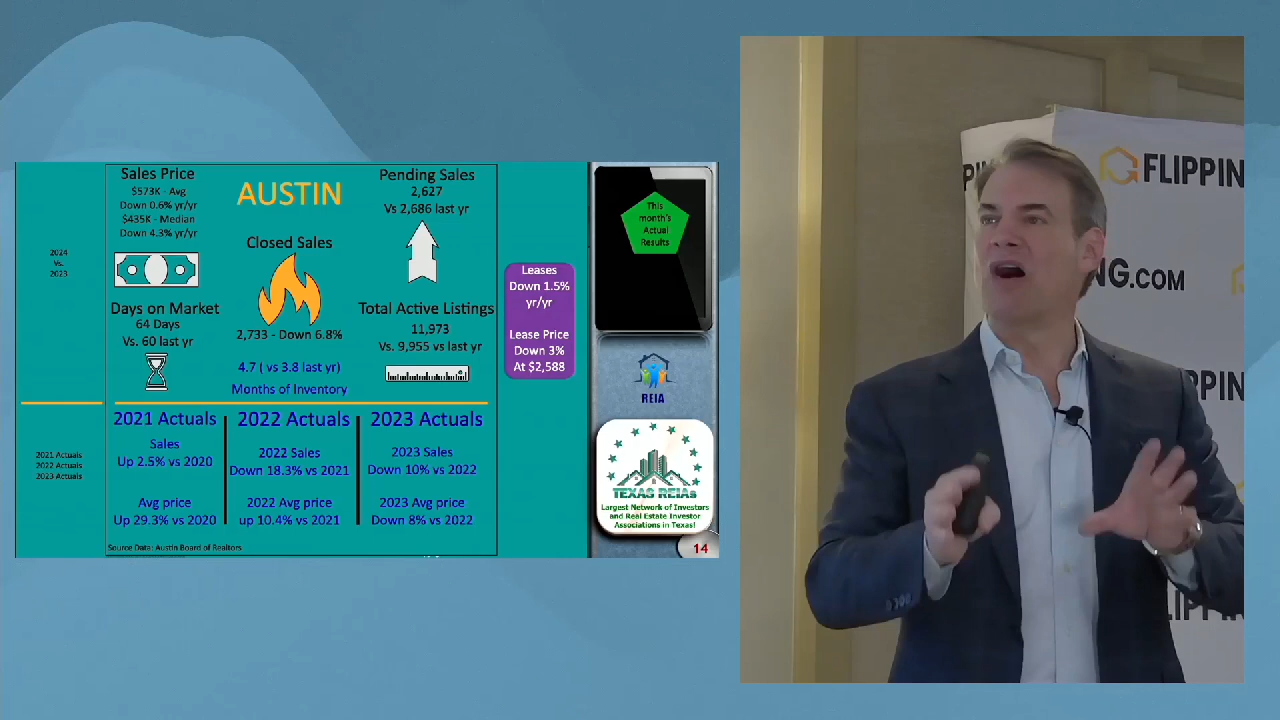 2024
Vs.
2023
Sales Price
$573K - Avg
Down 0.6% yr/yr
$435K - Median
Down 4.3% yr/yr
AUSTIN
Pending Sales
2,627
Vs 2,686 last yr
Closed Sales
2,733 - Down 6.8%
Days on Market
64 Days
Vs. 60 last yr
Total Active Listings
11,973
Vs. 9,955 vs last yr
4.7 ( vs 3.8 last yr)
Months of Inventory
Leases
Down 1.5%
yr/yr
Lease Price
Down 3%
At $2,588
This
month's
Actual
Results
REIA
2021 Actuals
2022 Actuals
2023 Actuals
2021 Actuals
Sales
Up 2.5% vs 2020
Avg price
Up 29.3% vs 2020
2022 Actuals
2022 Sales
Down 18.3% vs 2021
2022 Avg price
up 10.4% vs 2021
2023 Actuals
2023 Sales
Down 10% vs 2022
2023 Avg price
Down 8% vs 2022
Source Data: Austin Board of Realtors
TEXAS REIAs
Largest Network of Investors
and Real Estate Investor
Associations in Texas!
14
PIN
FLIPPIN
NG.COM
PIN
LIPPIN